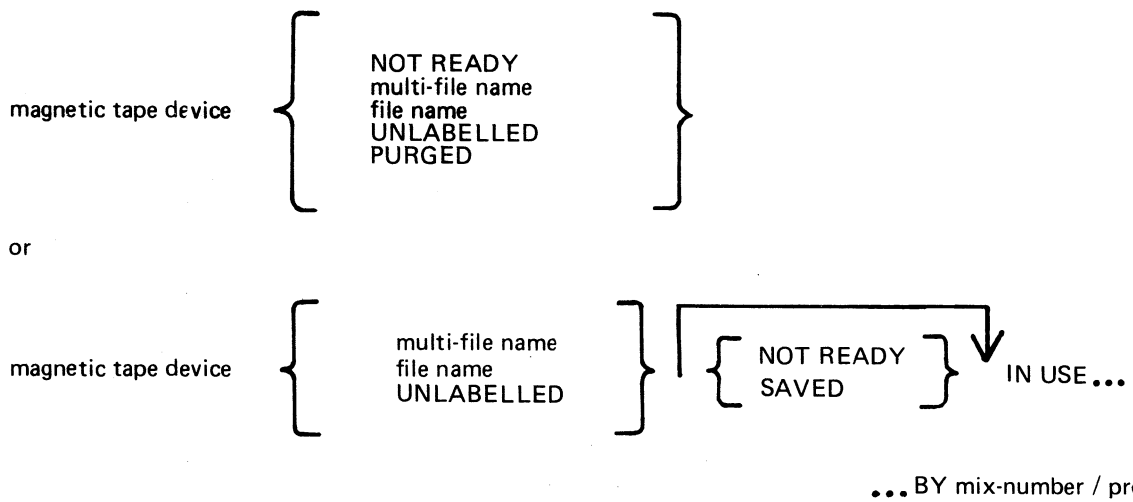 NOT READY
multi-file name
magnetic tape device
file name
UNLABELLED
PURGED
or
multi-file name
magnetic tape device
file name
UNLABELLED
NOT READY
SAVED
IN USE...
...BY mix-number /